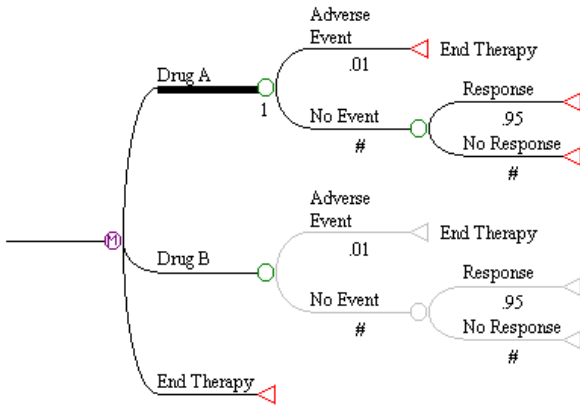 Adverse
Event
.01
End Therapy
Drug A
1
No Event
#
Response
.95
No Response
#
M
Adverse
Event
.01
End Therapy
Drug B
No Event
#
Response
.95
No Response
#
End Therapy